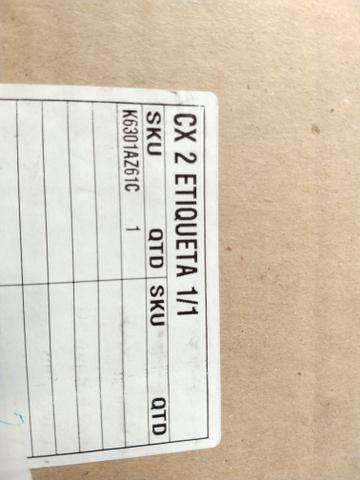 CX 2 ETIQUETA 1/1
SKU QTD SKU QTD
K6301AZ61C 1